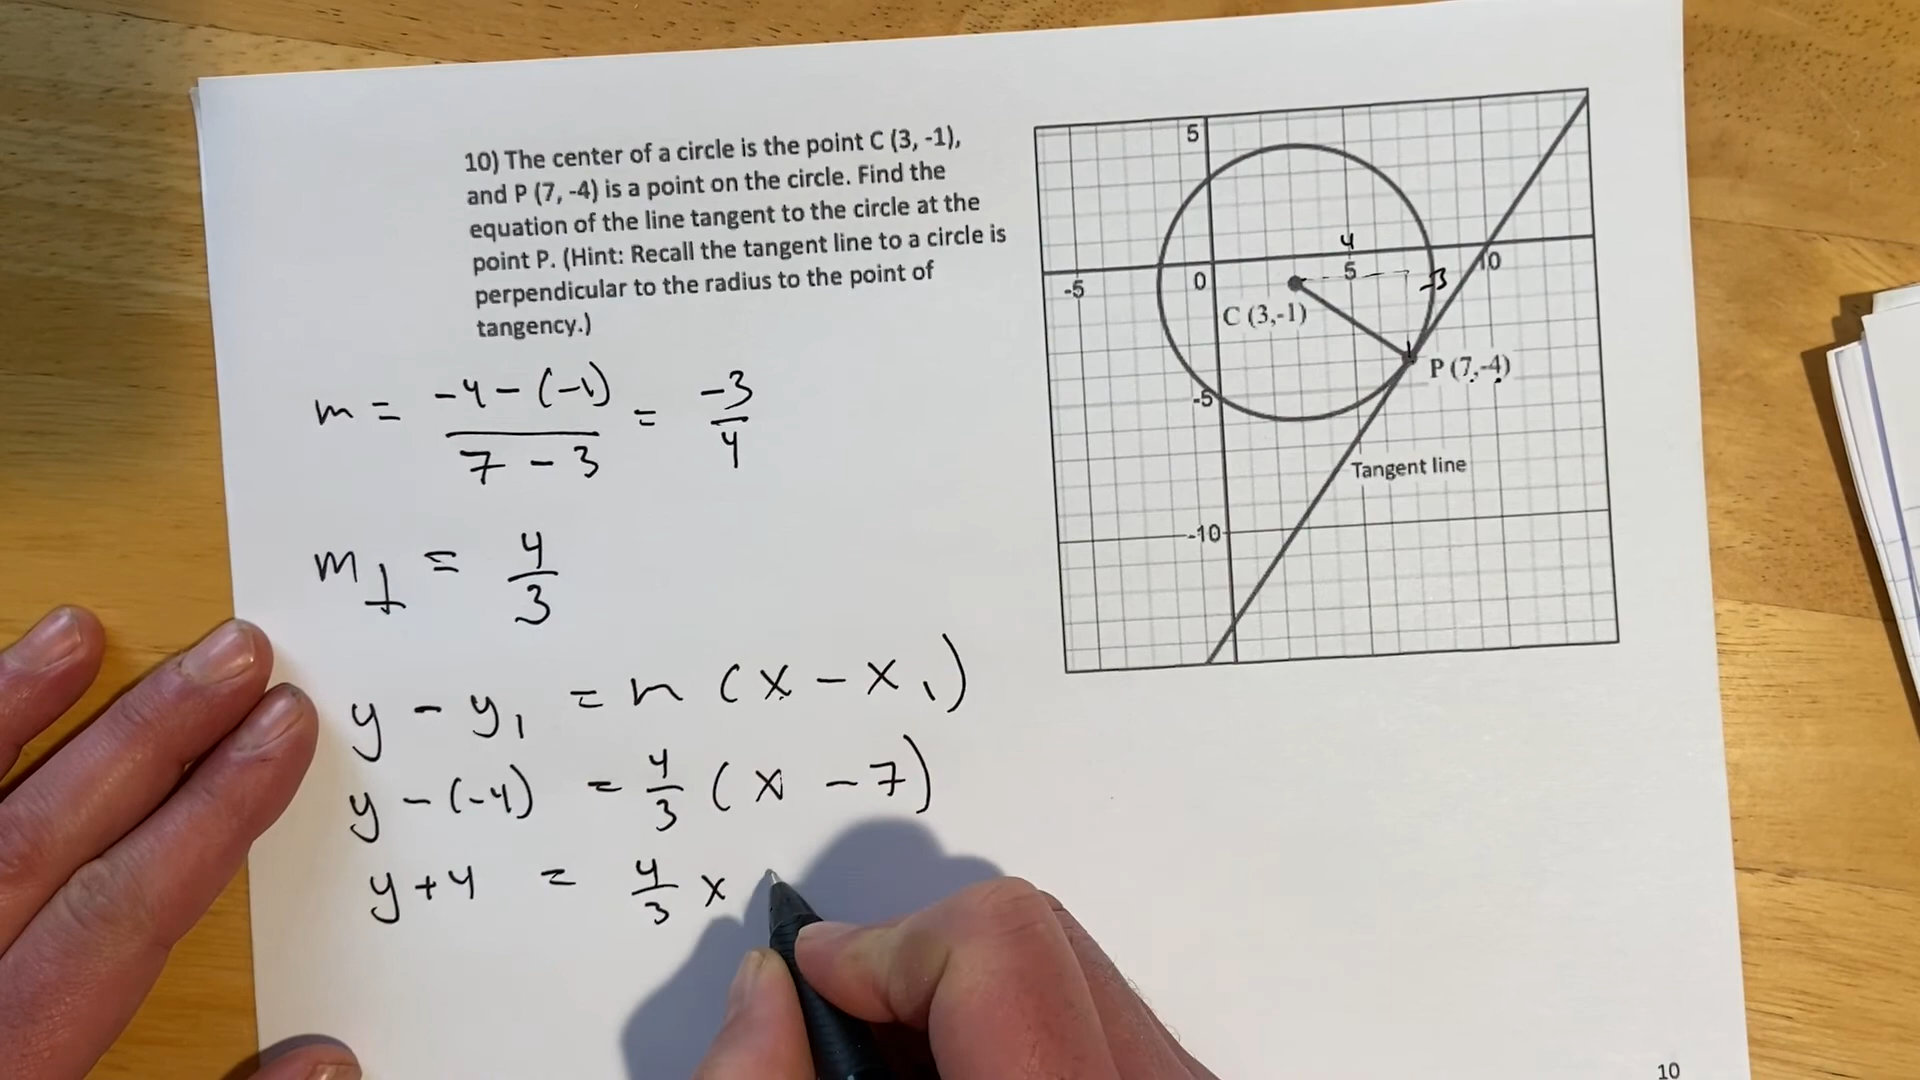 10) The center of a circle is the point C (3, -1),
and P (7, -4) is a point on the circle. Find the
equation of the line tangent to the circle at the
point P. (Hint: Recall the tangent line to a circle is
perpendicular to the radius to the point of
tangency.)
m = -4 - (-1) / 7 - 3 = -3/4
m⊥ = 4/3
y - y₁ = m (x - x₁)
y - (-4) = 4/3 (x - 7)
y + 4 = 4/3 x
5
4
-5
0
5
-3
10
C (3,-1)
P (7,-4)
-5
Tangent line
-10
10